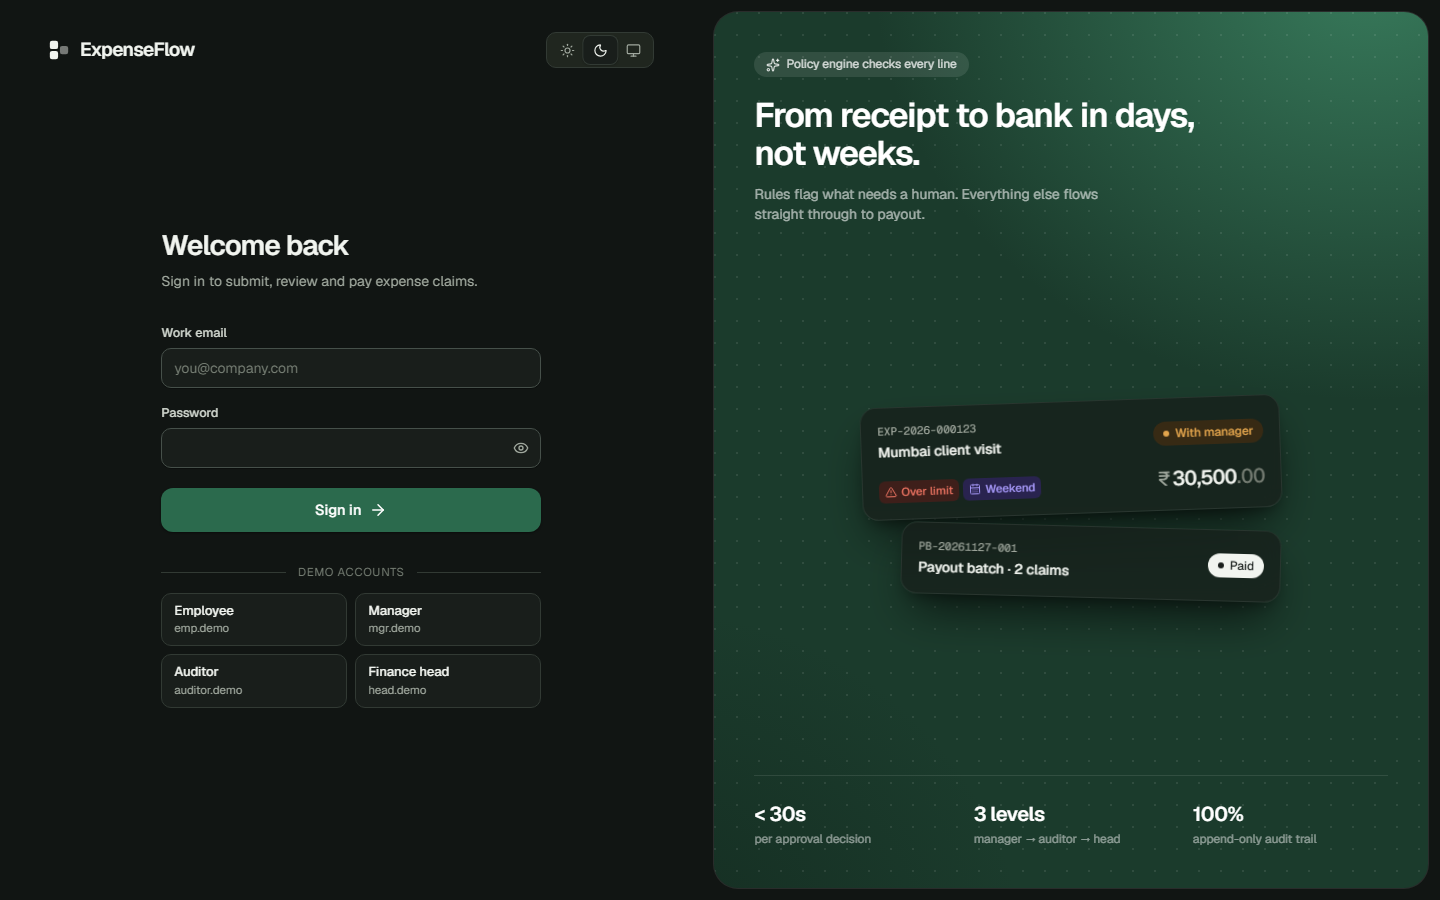 ExpenseFlow
Welcome back
Sign in to submit, review and pay expense claims.
Work email
you@company.com
Password
Sign in
DEMO ACCOUNTS
Employee
emp.demo
Manager
mgr.demo
Auditor
auditor.demo
Finance head
head.demo
Policy engine checks every line
From receipt to bank in days,
not weeks.
Rules flag what needs a human. Everything else flows
straight through to payout.
EXP-2026-000123
Mumbai client visit
With manager
Over limit
Weekend
₹30,500.00
PB-20261127-001
Payout batch · 2 claims
Paid
< 30s
per approval decision
3 levels
manager → auditor → head
100%
append-only audit trail